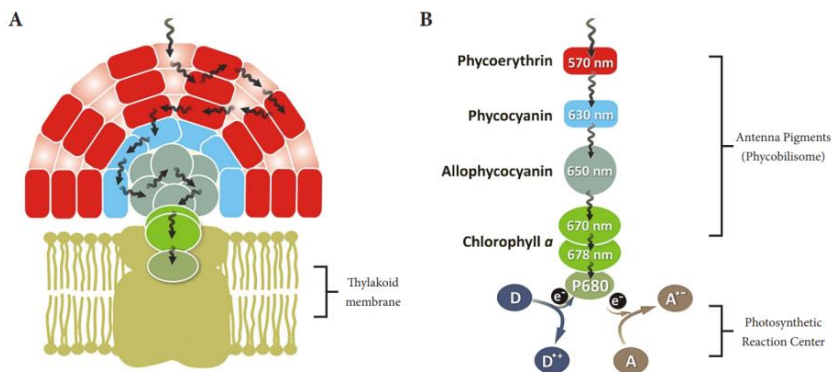 A
Thylakoid
membrane
B
Phycoerythrin
570 nm
Phycocyanin
630 nm
Allophycocyanin
650 nm
Chlorophyll a
670 nm
678 nm
P680
D
e⁻
e⁻
A•⁻
D•⁺
A
Antenna Pigments
(Phycobilisome)
Photosynthetic
Reaction Center